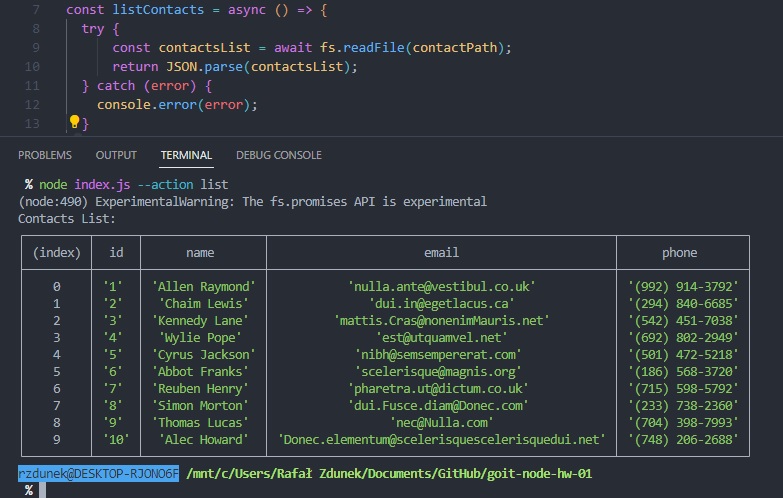 7 const listContacts = async () => {
8 try {
9 const contactsList = await fs.readFile(contactPath);
10 return JSON.parse(contactsList);
11 } catch (error) {
12 console.error(error);
13 }
PROBLEMS OUTPUT TERMINAL DEBUG CONSOLE
% node index.js --action list
(node:490) ExperimentalWarning: The fs.promises API is experimental
Contacts List:
(index) id name email phone
0 '1' 'Allen Raymond' 'nulla.ante@vestibul.co.uk' '(992) 914-3792'
1 '2' 'Chaim Lewis' 'dui.in@egetlacus.ca' '(294) 840-6685'
2 '3' 'Kennedy Lane' 'mattis.Cras@nonenimMauris.net' '(542) 451-7038'
3 '4' 'Wylie Pope' 'est@utquamvel.net' '(692) 802-2949'
4 '5' 'Cyrus Jackson' 'nibh@semsempererat.com' '(501) 472-5218'
5 '6' 'Abbot Franks' 'scelerisque@magnis.org' '(186) 568-3720'
6 '7' 'Reuben Henry' 'pharetra.ut@dictum.co.uk' '(715) 598-5792'
7 '8' 'Simon Morton' 'dui.Fusce.diam@Donec.com' '(233) 738-2360'
8 '9' 'Thomas Lucas' 'nec@Nulla.com' '(704) 398-7993'
9 '10' 'Alec Howard' 'Donec.elementum@scelerisquescelerisquedui.net' '(748) 206-2688'
rzdunek@DESKTOP-RJONO6F /mnt/c/Users/Rafał Zdunek/Documents/GitHub/goit-node-hw-01
%